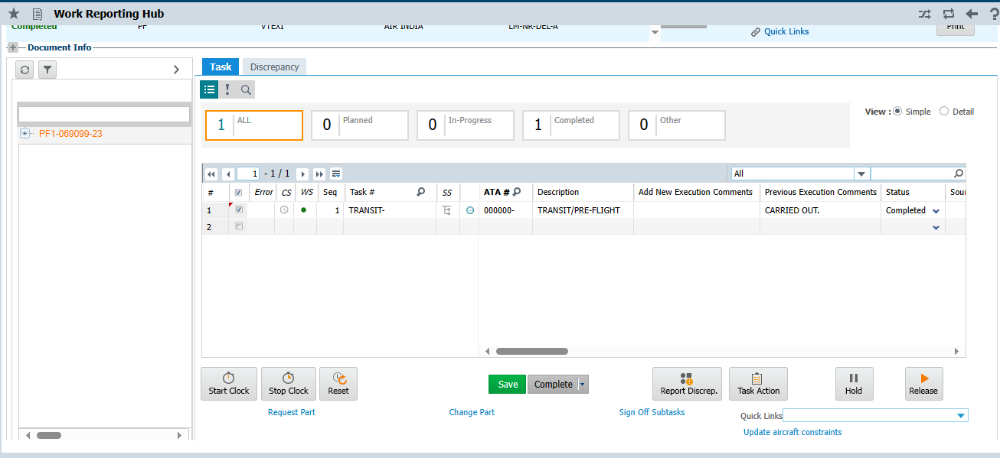 Work Reporting Hub
?
Completed PF VTEXI AIR INDIA LM-NR-DEL-A
Quick Links
Print
Document Info
Task Discrepancy
!
1 ALL 0 Planned 0 In-Progress 1 Completed 0 Other
View : Simple Detail
PF1-069099-23
1 - 1 / 1 All
# Error CS WS Seq Task # SS ATA # Description Add New Execution Comments Previous Execution Comments Status Sour
1 1 TRANSIT- 000000- TRANSIT/PRE-FLIGHT CARRIED OUT. Completed
2
Start Clock Stop Clock Reset Save Complete Report Discrep. Task Action Hold Release
Request Part Change Part Sign Off Subtasks Quick Links
Update aircraft constraints